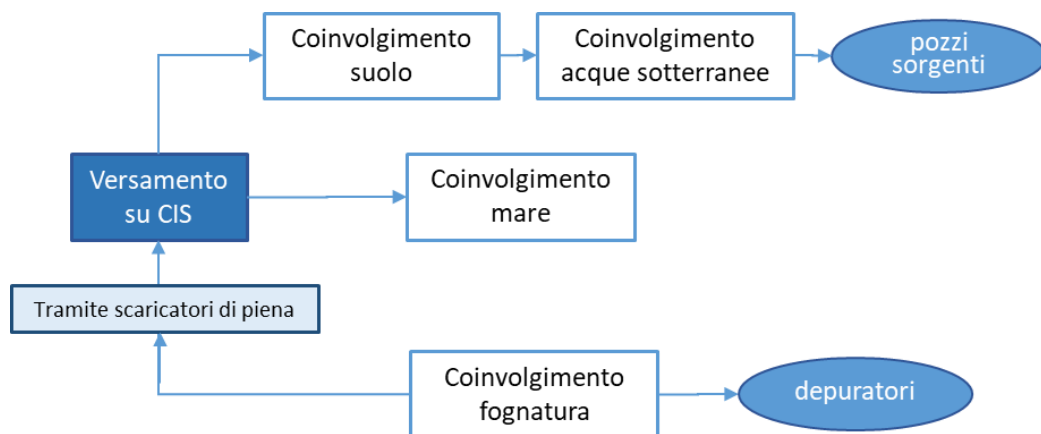 Coinvolgimento
suolo
Coinvolgimento
acque sotterranee
pozzi
sorgenti
Versamento
su CIS
Coinvolgimento
mare
Tramite scaricatori di piena
Coinvolgimento
fognatura
depuratori